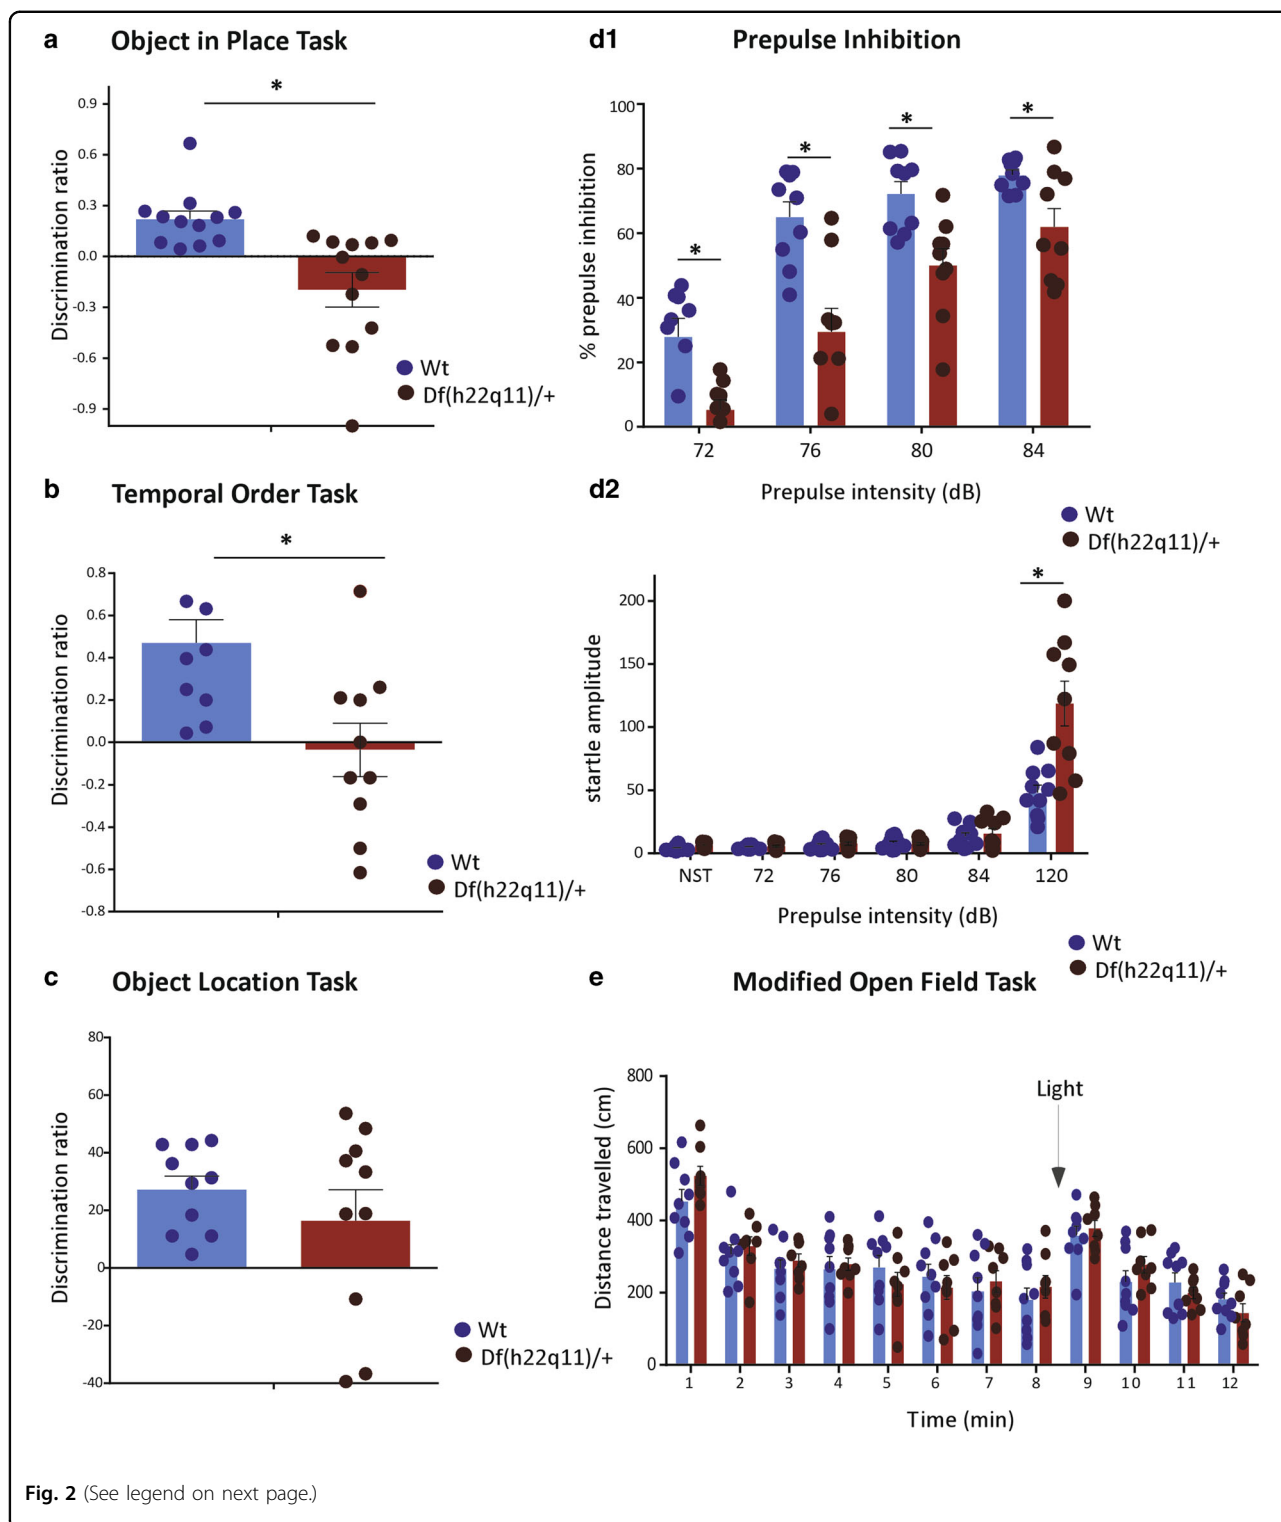 a Object in Place Task
*
Discrimination ratio
0.9
0.6
0.3
0.0
-0.3
-0.6
-0.9
Wt
Df(h22q11)/+
b Temporal Order Task
*
Discrimination ratio
0.8
0.6
0.4
0.2
0.0
-0.2
-0.4
-0.6
-0.8
Wt
Df(h22q11)/+
c Object Location Task
Discrimination ratio
80
60
40
20
0
-20
-40
Wt
Df(h22q11)/+
d1 Prepulse Inhibition
% prepulse inhibition
100
80
60
40
20
0
* * * *
72 76 80 84
Prepulse intensity (dB)
d2
Wt
Df(h22q11)/+
*
startle amplitude
200
150
100
50
0
NST 72 76 80 84 120
Prepulse intensity (dB)
Wt
Df(h22q11)/+
e Modified Open Field Task
Distance travelled (cm)
800
600
400
200
0
Light
1 2 3 4 5 6 7 8 9 10 11 12
Time (min)
Fig. 2 (See legend on next page.)